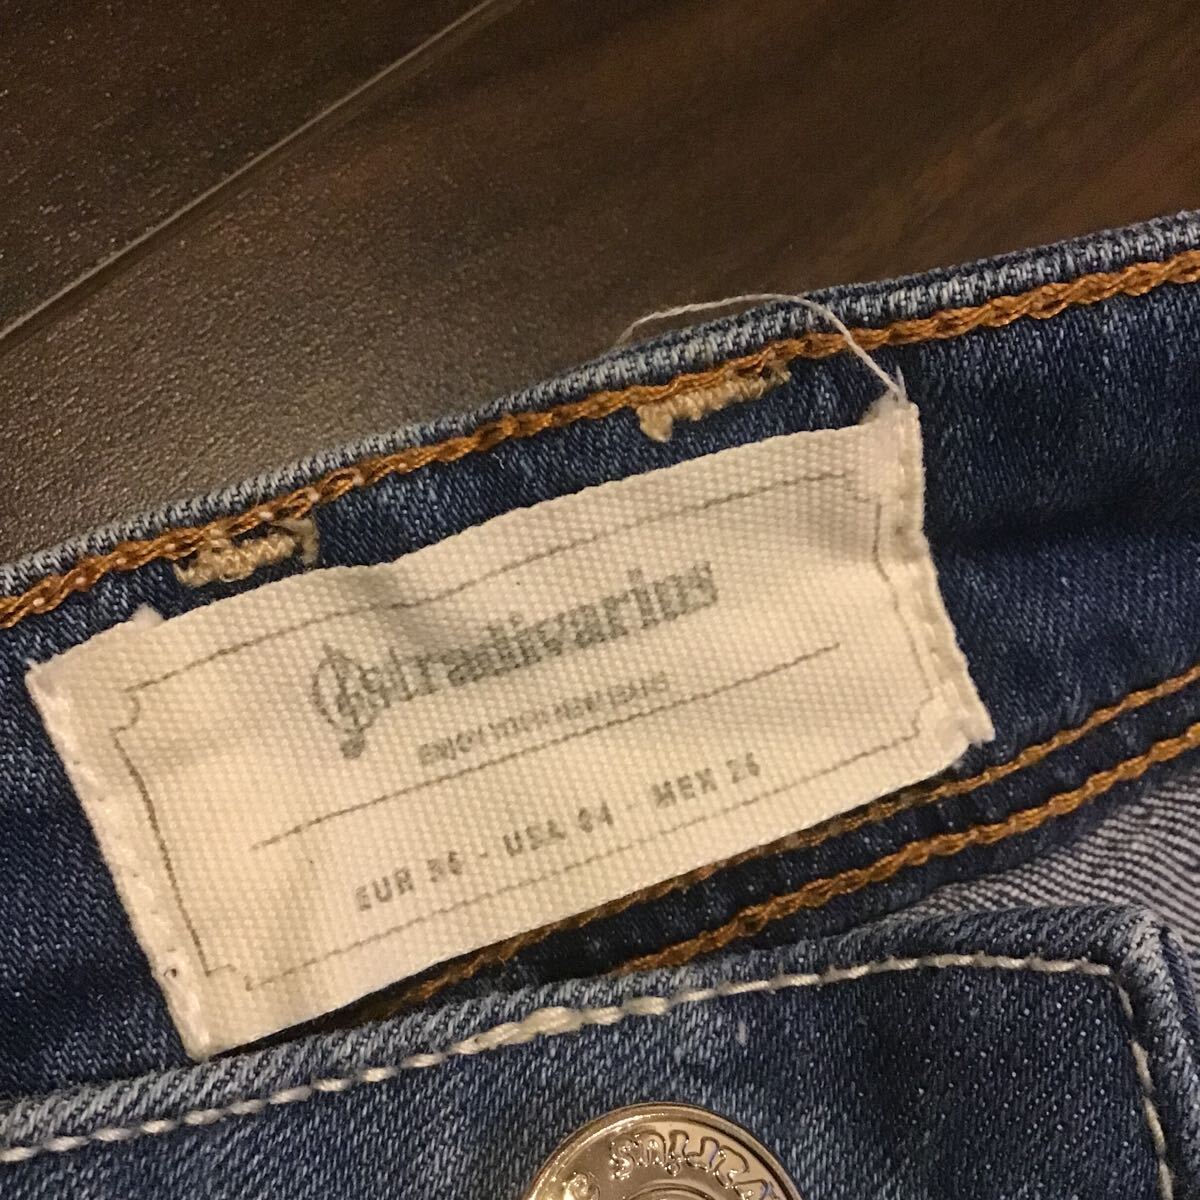 Stradivarius
ENJOY YOUR NEW JEANS
EUR 36 - USA 04 - MEX 26